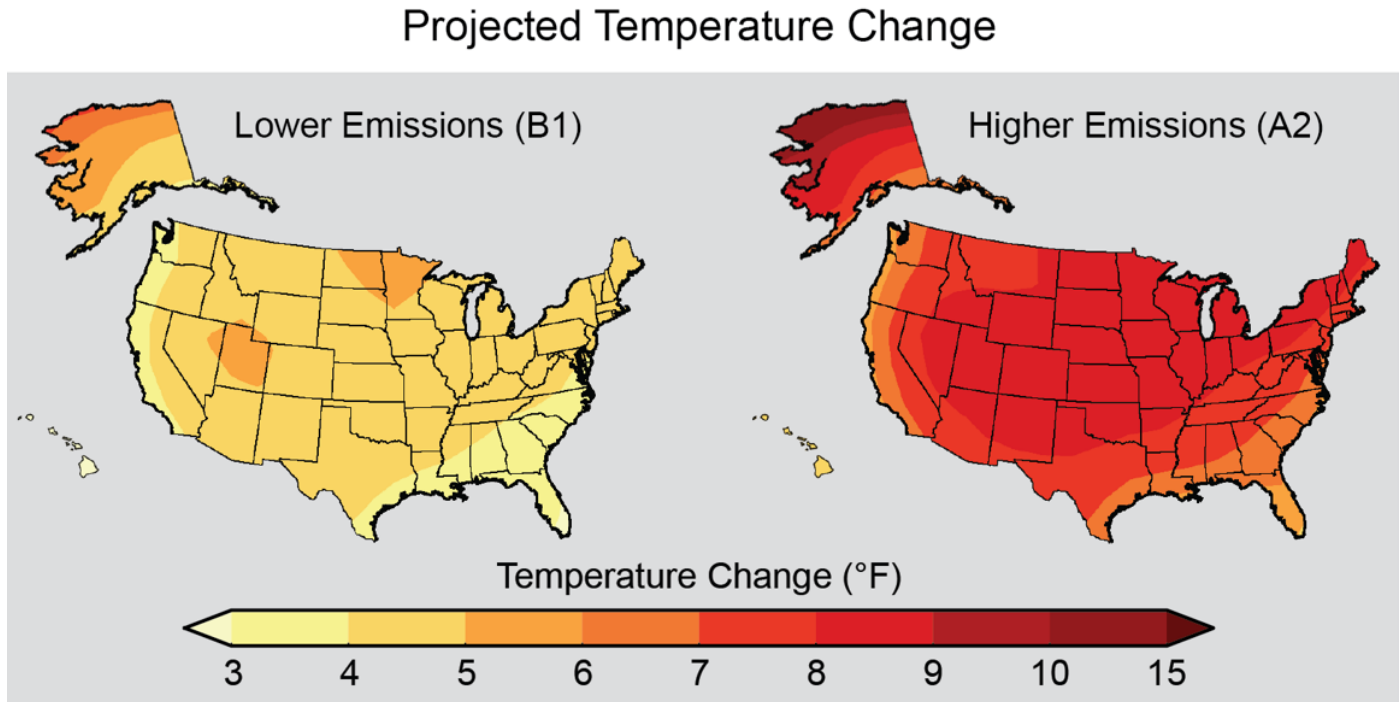 Projected Temperature Change
Lower Emissions (B1)
Higher Emissions (A2)
Temperature Change (°F)
3 4 5 6 7 8 9 10 15